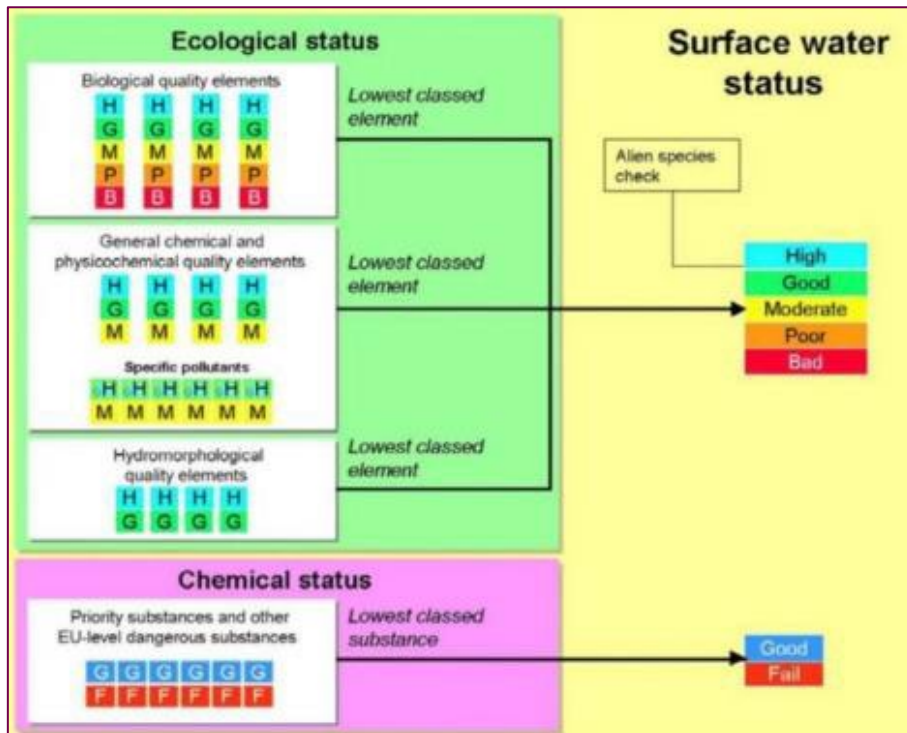 Ecological status
Biological quality elements
H H H H
G G G G
M M M M
P P P P
B B B B
Lowest classed
element
General chemical and
physicochemical quality elements
H H H H
G G G G
M M M M
Lowest classed
element
Specific pollutants
H H H H H H
M M M M M M
Hydromorphological
quality elements
H H H H
G G G G
Lowest classed
element
Surface water
status
Alien species
check
High
Good
Moderate
Poor
Bad
Chemical status
Priority substances and other
EU-level dangerous substances
G G G G G G
F F F F F F
Lowest classed
substance
Good
Fail